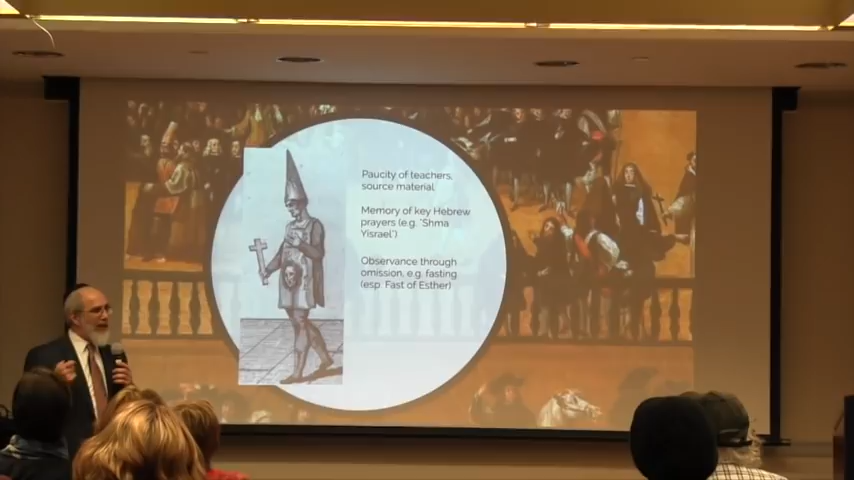 Paucity of teachers,
source material
Memory of key Hebrew
prayers (e.g. "Shma
Yisrael")
Observance through
omission, e.g. fasting
(esp. Fast of Esther)